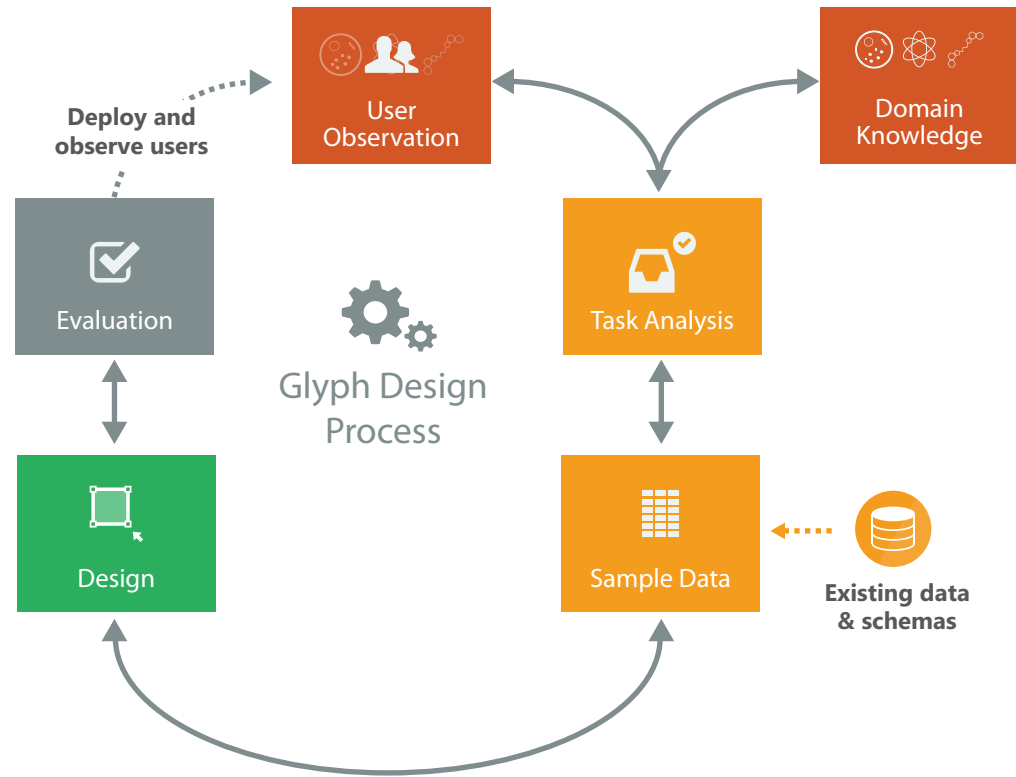 User
Observation
Domain
Knowledge
Deploy and
observe users
Evaluation
Task Analysis
Glyph Design
Process
Design
Sample Data
Existing data
& schemas